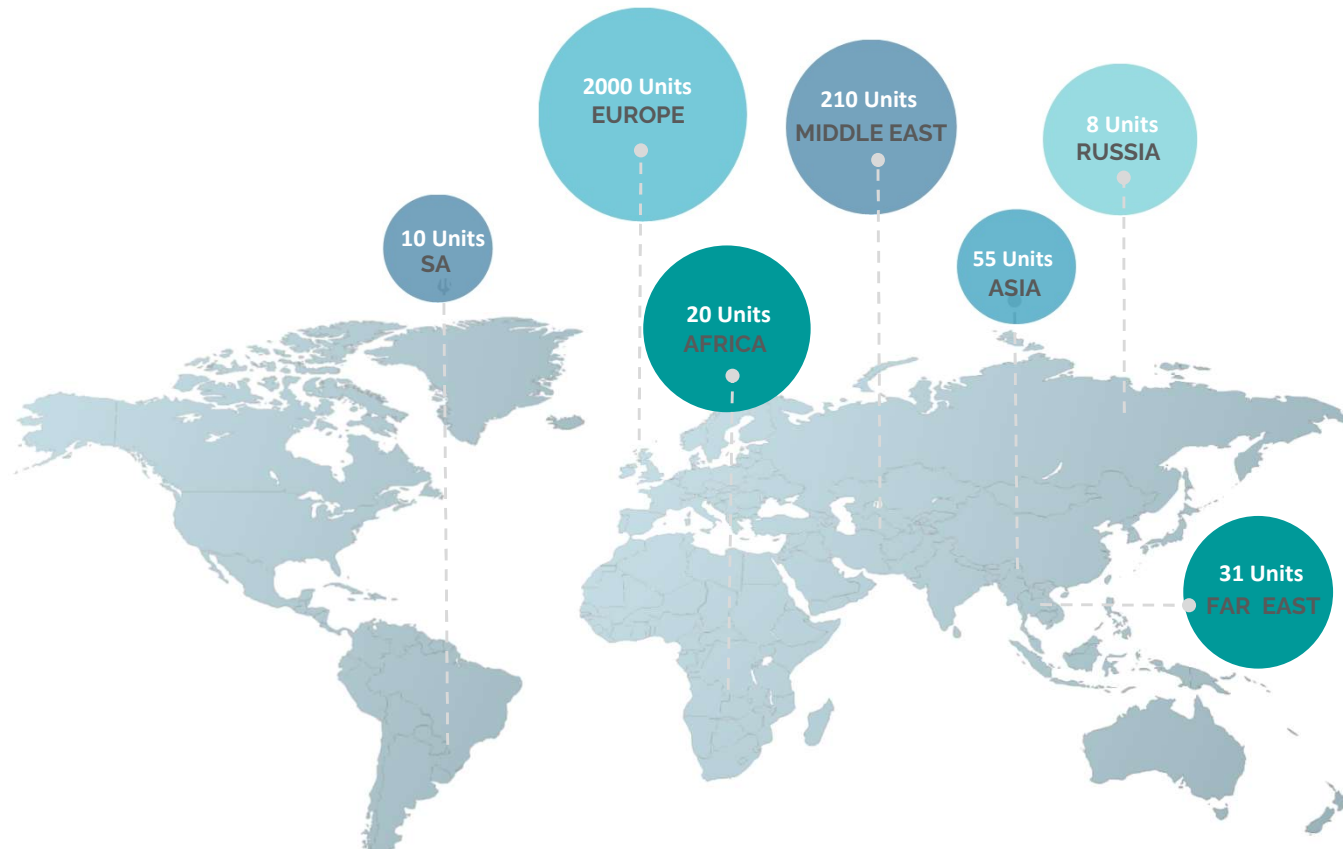 2000 Units
EUROPE
210 Units
MIDDLE EAST
8 Units
RUSSIA
10 Units
SA
55 Units
ASIA
20 Units
AFRICA
31 Units
FAR EAST